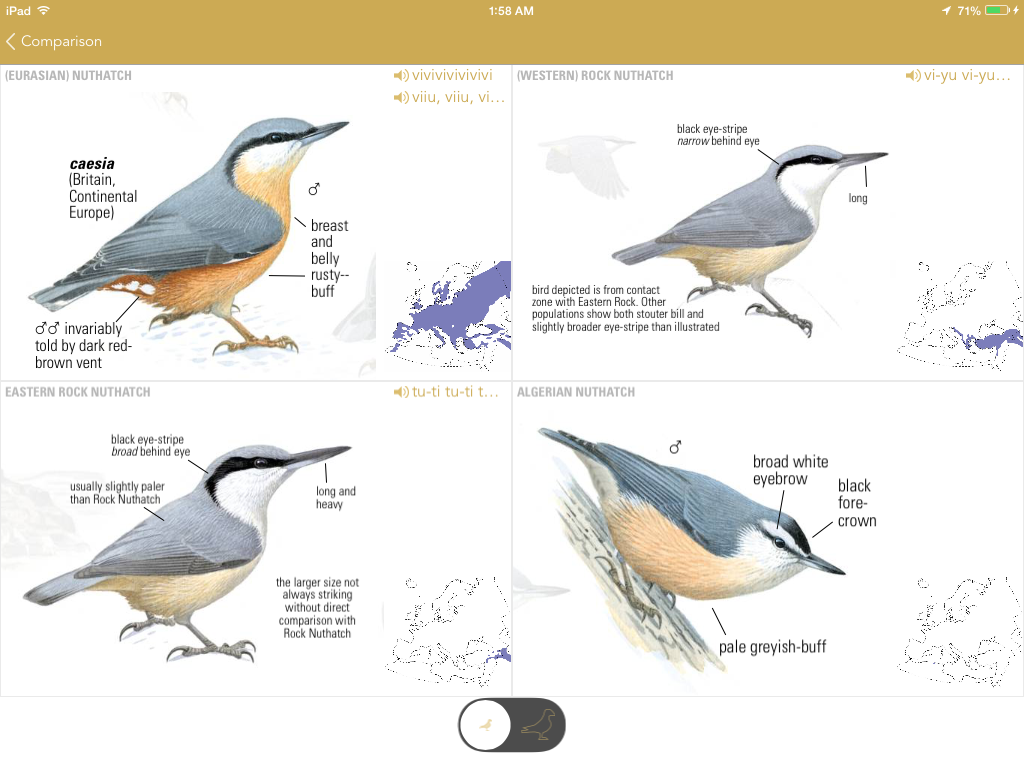 iPad
1:58 AM
71%
Comparison
(EURASIAN) NUTHATCH
vivivivivivivi
viiu, viiu, vi...
caesia
(Britain,
Continental
Europe)
♂
breast
and
belly
rusty--
buff
♂♂ invariably
told by dark red-
brown vent
(WESTERN) ROCK NUTHATCH
vi-yu vi-yu...
black eye-stripe
narrow behind eye
long
bird depicted is from contact
zone with Eastern Rock. Other
populations show both stouter bill and
slightly broader eye-stripe than illustrated
EASTERN ROCK NUTHATCH
tu-ti tu-ti t...
black eye-stripe
broad behind eye
usually slightly paler
than Rock Nuthatch
long and
heavy
the larger size not
always striking
without direct
comparison with
Rock Nuthatch
ALGERIAN NUTHATCH
♂
broad white
eyebrow
black
fore-
crown
pale greyish-buff